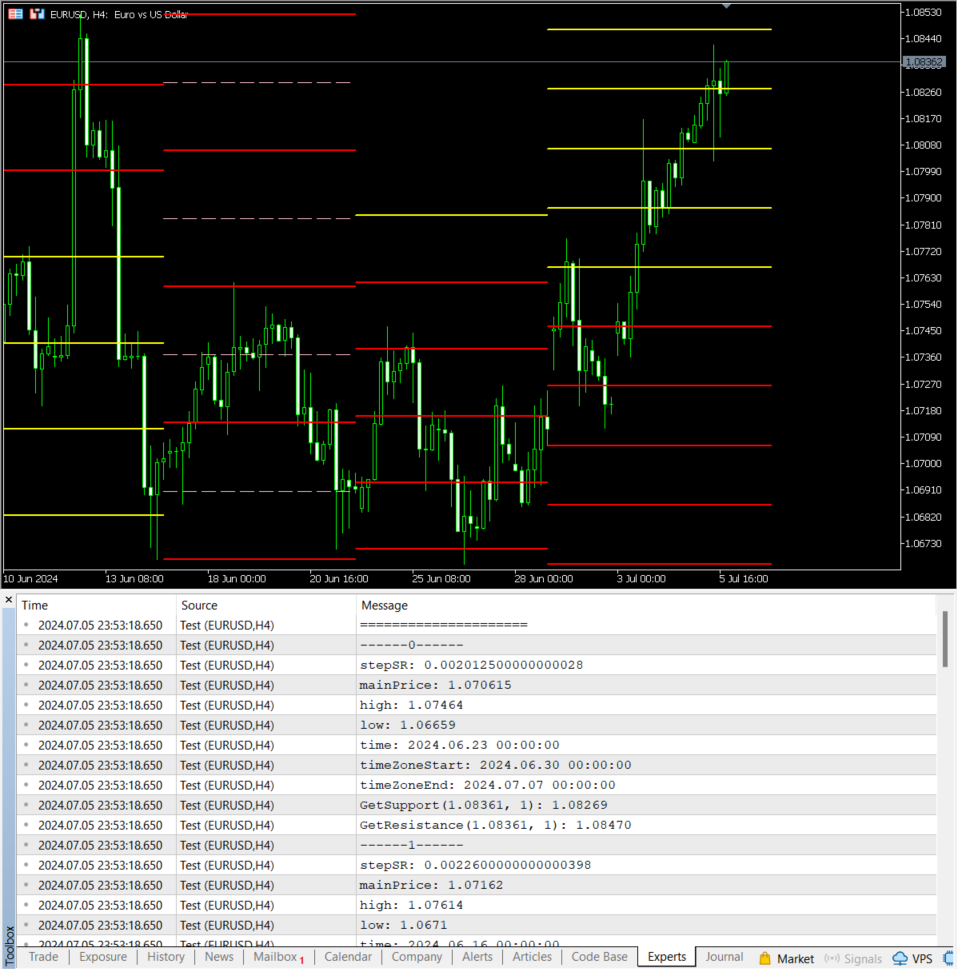 EURUSD, H4: Euro vs US Dollar
1.08530
1.08440
1.08362
1.08260
1.08170
1.08080
1.07990
1.07900
1.07810
1.07720
1.07630
1.07540
1.07450
1.07360
1.07270
1.07180
1.07090
1.07000
1.06910
1.06820
1.06730
10 Jun 2024 13 Jun 08:00 18 Jun 00:00 20 Jun 16:00 25 Jun 08:00 28 Jun 00:00 3 Jul 00:00 5 Jul 16:00
Time Source Message
2024.07.05 23:53:18.650 Test (EURUSD,H4) =====================
2024.07.05 23:53:18.650 Test (EURUSD,H4) ------0------
2024.07.05 23:53:18.650 Test (EURUSD,H4) stepSR: 0.002012500000000028
2024.07.05 23:53:18.650 Test (EURUSD,H4) mainPrice: 1.070615
2024.07.05 23:53:18.650 Test (EURUSD,H4) high: 1.07464
2024.07.05 23:53:18.650 Test (EURUSD,H4) low: 1.06659
2024.07.05 23:53:18.650 Test (EURUSD,H4) time: 2024.06.23 00:00:00
2024.07.05 23:53:18.650 Test (EURUSD,H4) timeZoneStart: 2024.06.30 00:00:00
2024.07.05 23:53:18.650 Test (EURUSD,H4) timeZoneEnd: 2024.07.07 00:00:00
2024.07.05 23:53:18.650 Test (EURUSD,H4) GetSupport(1.08361, 1): 1.08269
2024.07.05 23:53:18.650 Test (EURUSD,H4) GetResistance(1.08361, 1): 1.08470
2024.07.05 23:53:18.650 Test (EURUSD,H4) ------1------
2024.07.05 23:53:18.650 Test (EURUSD,H4) stepSR: 0.0022600000000000398
2024.07.05 23:53:18.650 Test (EURUSD,H4) mainPrice: 1.07162
2024.07.05 23:53:18.650 Test (EURUSD,H4) high: 1.07614
2024.07.05 23:53:18.650 Test (EURUSD,H4) low: 1.0671
2024.07.05 23:53:18.650 Test (EURUSD,H4) time: 2024.06.16 00:00:00
Toolbox
Trade Exposure History News Mailbox 1 Calendar Company Alerts Articles Code Base Experts Journal Market Signals VPS